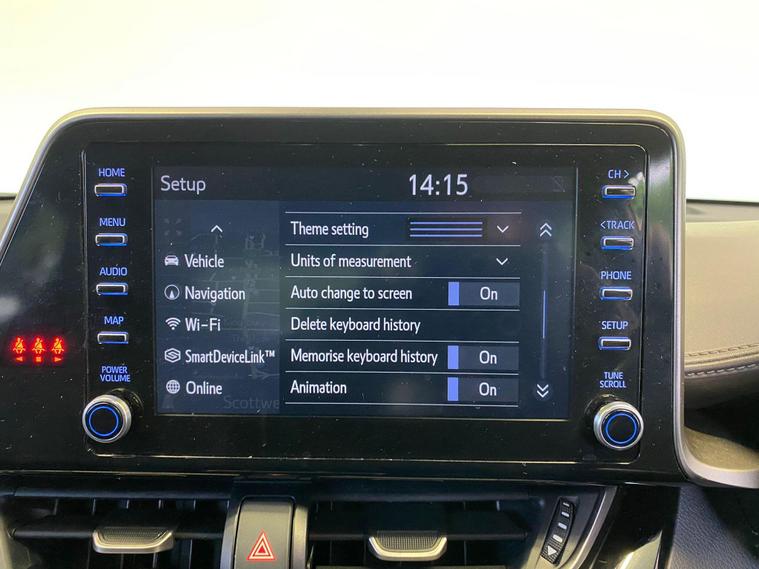 HOME
MENU
AUDIO
MAP
POWER
VOLUME
Setup
14:15
Vehicle
Navigation
Wi-Fi
SmartDeviceLink™
Online
Scottwe
Theme setting
Units of measurement
Auto change to screen On
Delete keyboard history
Memorise keyboard history On
Animation On
CH >
< TRACK
PHONE
SETUP
TUNE
SCROLL